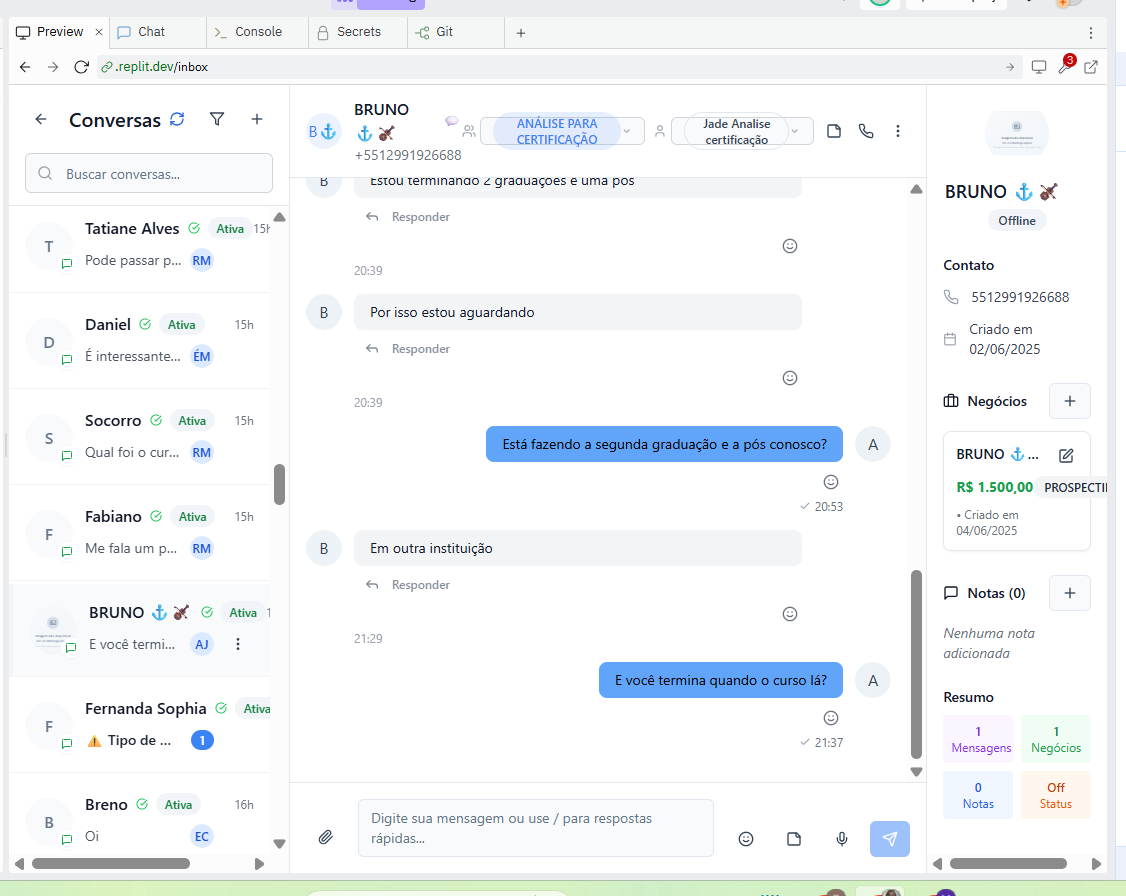 Preview
Chat
Console
Secrets
Git
.replit.dev/inbox
3
Conversas
Buscar conversas...
Tatiane Alves Ativa 15h
T
Pode passar p... RM
Daniel Ativa 15h
D
É interessante... ÉM
Socorro Ativa 15h
S
Qual foi o cur... RM
Fabiano Ativa 15h
F
Me fala um p... RM
BRUNO ⚓ 🎻 Ativa 1
E você termi... AJ
Fernanda Sophia Ativa
F
⚠️ Tipo de ... 1
Breno Ativa 16h
B
Oi EC
B⚓
BRUNO
⚓ 🎻
+5512991926688
ANÁLISE PARA
CERTIFICAÇÃO
Jade Analise
certificação
B
Estou terminando 2 graduações e uma pós
Responder
20:39
B
Por isso estou aguardando
Responder
20:39
Está fazendo a segunda graduação e a pós conosco?
A
20:53
B
Em outra instituição
Responder
21:29
E você termina quando o curso lá?
A
21:37
Digite sua mensagem ou use / para respostas
rápidas...
BRUNO ⚓ 🎻
Offline
Contato
5512991926688
Criado em
02/06/2025
Negócios
BRUNO ⚓ ...
R$ 1.500,00 PROSPECTI
• Criado em
04/06/2025
Notas (0)
Nenhuma nota
adicionada
Resumo
1
Mensagens
1
Negócios
0
Notas
Off
Status